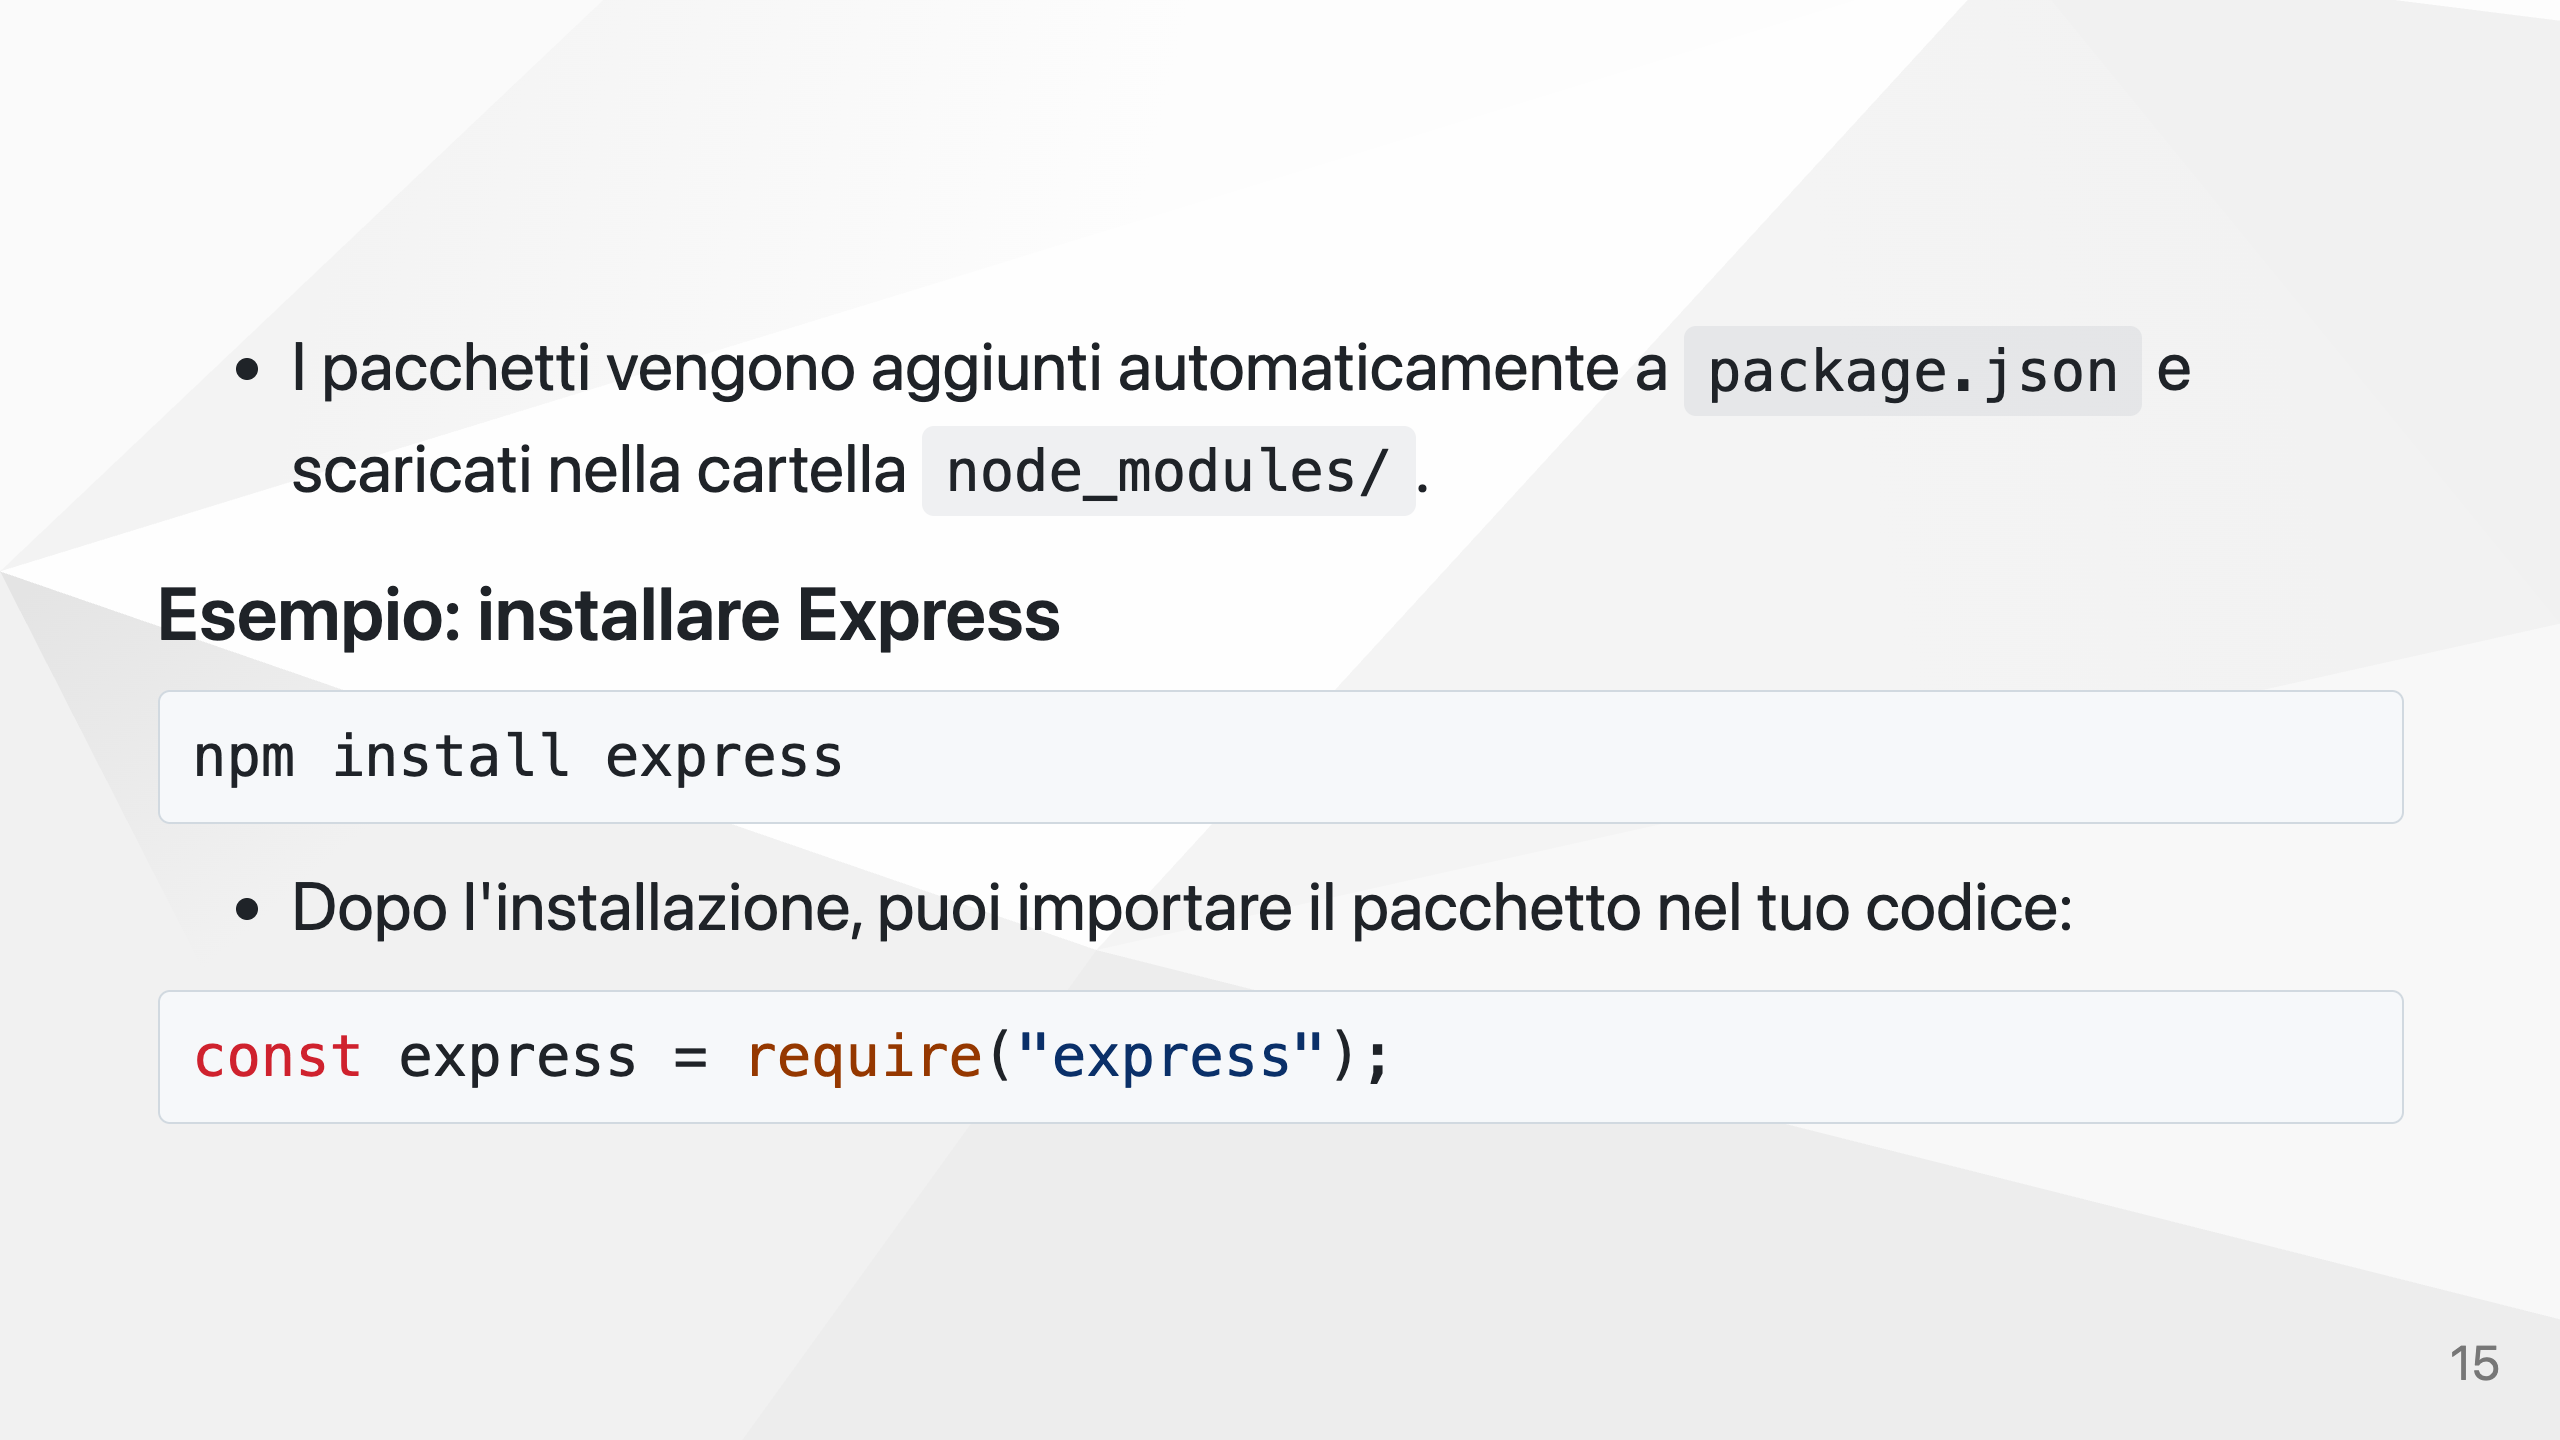 • I pacchetti vengono aggiunti automaticamente a package.json e
scaricati nella cartella node_modules/.
Esempio: installare Express
npm install express
• Dopo l'installazione, puoi importare il pacchetto nel tuo codice:
const express = require("express");
15